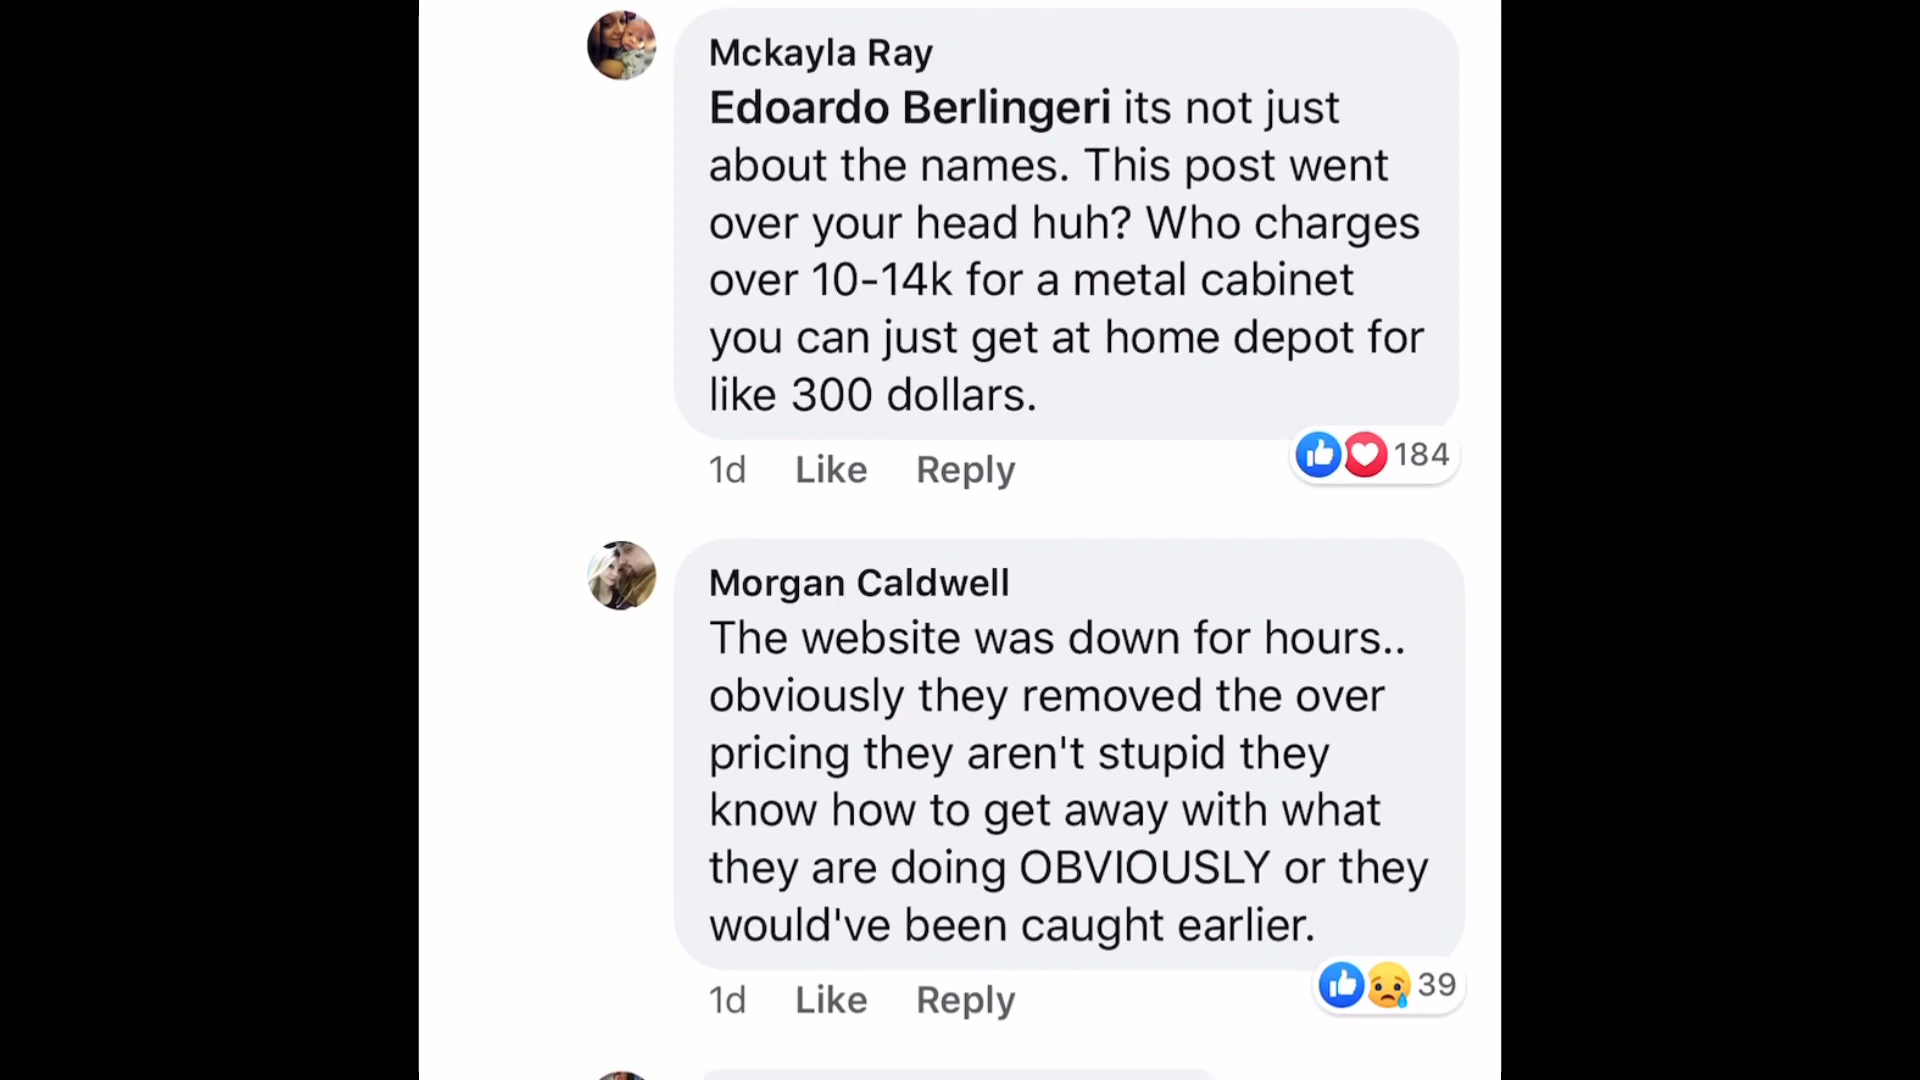 Mckayla Ray
Edoardo Berlingeri its not just
about the names. This post went
over your head huh? Who charges
over 10-14k for a metal cabinet
you can just get at home depot for
like 300 dollars.
1d Like Reply 184
Morgan Caldwell
The website was down for hours..
obviously they removed the over
pricing they aren't stupid they
know how to get away with what
they are doing OBVIOUSLY or they
would've been caught earlier.
1d Like Reply 39